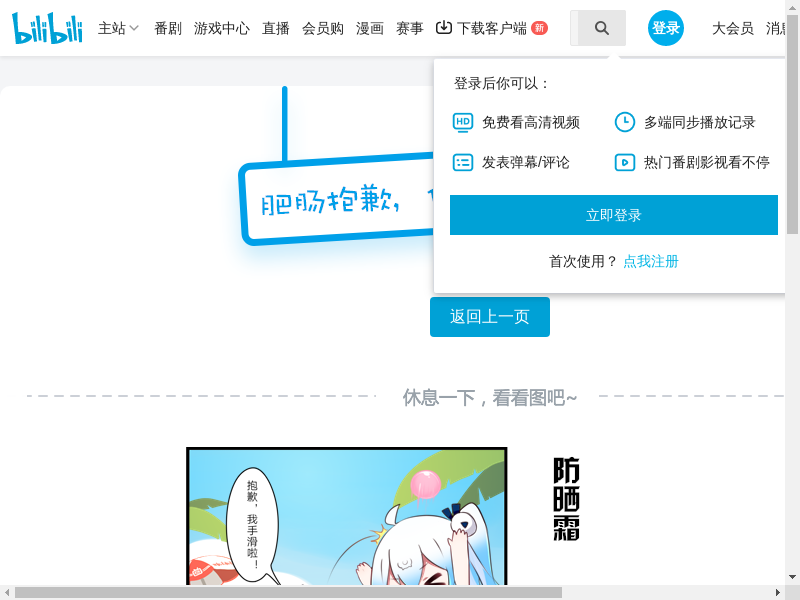 bilibili
主站 番剧 游戏中心 直播 会员购 漫画 赛事 下载客户端 新 登录 大会员
登录后你可以：
免费看高清视频 多端同步播放记录
发表弹幕/评论 热门番剧影视看不停
立即登录
首次使用？ 点我注册
肥肠抱歉，
返回上一页
休息一下，看看图吧~
防晒霜
抱歉，我手滑啦！